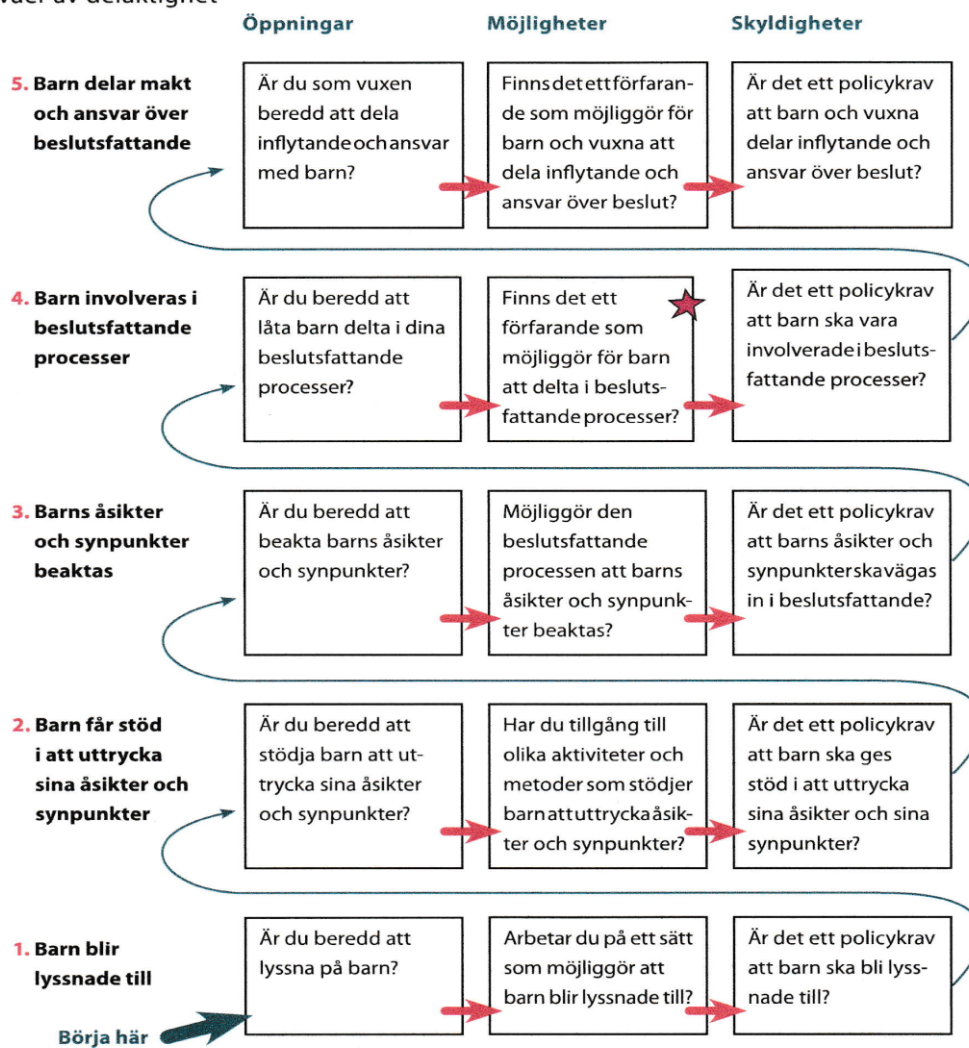 av delaktighet
Öppningar
Möjligheter
Skyldigheter
5. Barn delar makt
och ansvar över
beslutsfattande
Är du som vuxen
beredd att dela
inflytande och ansvar
med barn?
Finns det ett förfaran-
de som möjliggör för
barn och vuxna att
dela inflytande och
ansvar över beslut?
Är det ett policykrav
att barn och vuxna
delar inflytande och
ansvar över beslut?
4. Barn involveras i
beslutsfattande
processer
Är du beredd att
låta barn delta i dina
beslutsfattande
processer?
Finns det ett
förfarande som
möjliggör för barn
att delta i besluts-
fattande processer?
Är det ett policykrav
att barn ska vara
involverade i besluts-
fattande processer?
3. Barns åsikter
och synpunkter
beaktas
Är du beredd att
beakta barns åsikter
och synpunkter?
Möjliggör den
beslutsfattande
processen att barns
åsikter och synpunk-
ter beaktas?
Är det ett policykrav
att barns åsikter och
synpunkter ska vägas
in i beslutsfattande?
2. Barn får stöd
i att uttrycka
sina åsikter och
synpunkter
Är du beredd att
stödja barn att ut-
trycka sina åsikter
och synpunkter?
Har du tillgång till
olika aktiviteter och
metoder som stödjer
barn att uttrycka åsik-
ter och synpunkter?
Är det ett policykrav
att barn ska ges
stöd i att uttrycka
sina åsikter och sina
synpunkter?
1. Barn blir
lyssnade till
Är du beredd att
lyssna på barn?
Arbetar du på ett sätt
som möjliggör att
barn blir lyssnade till?
Är det ett policykrav
att barn ska bli lyss-
nade till?
Börja här